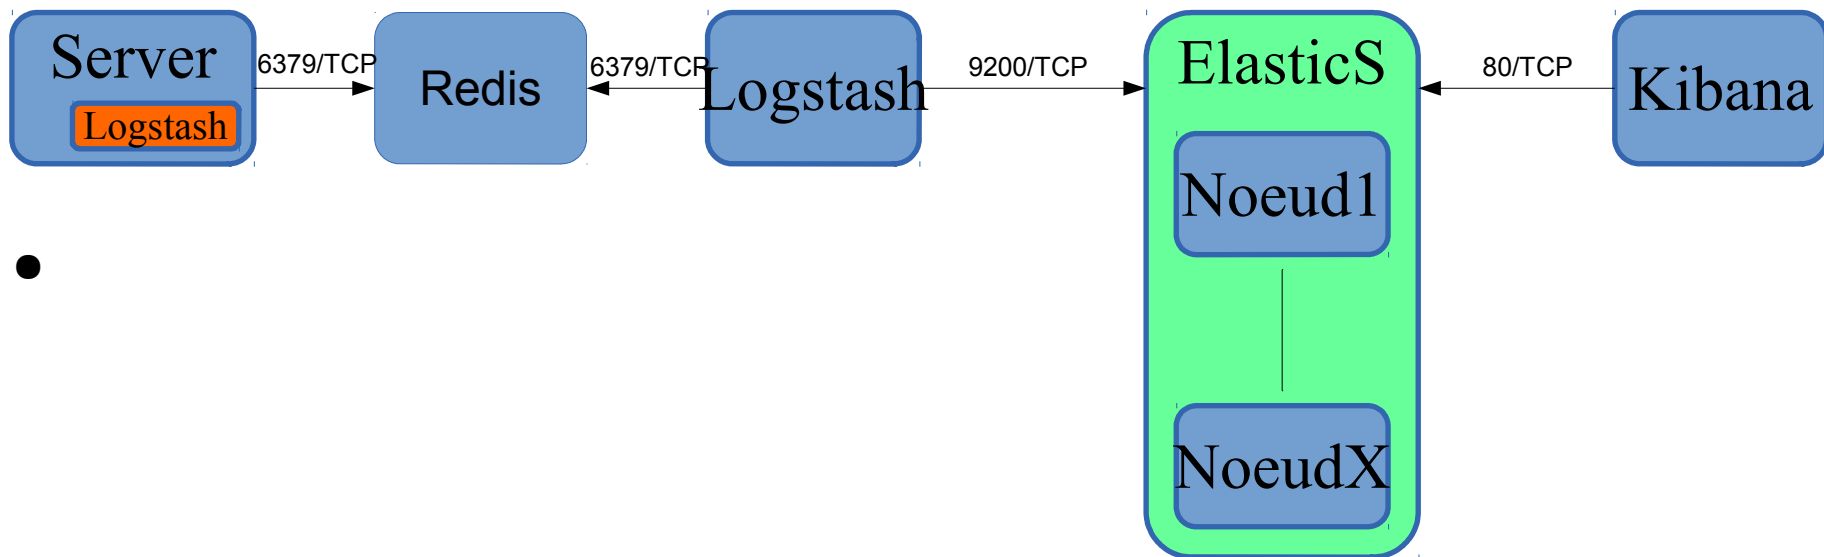 Server
Logstash
6379/TCP
Redis
6379/TCP
Logstash
9200/TCP
ElasticS
Noeud1
NoeudX
80/TCP
Kibana
•